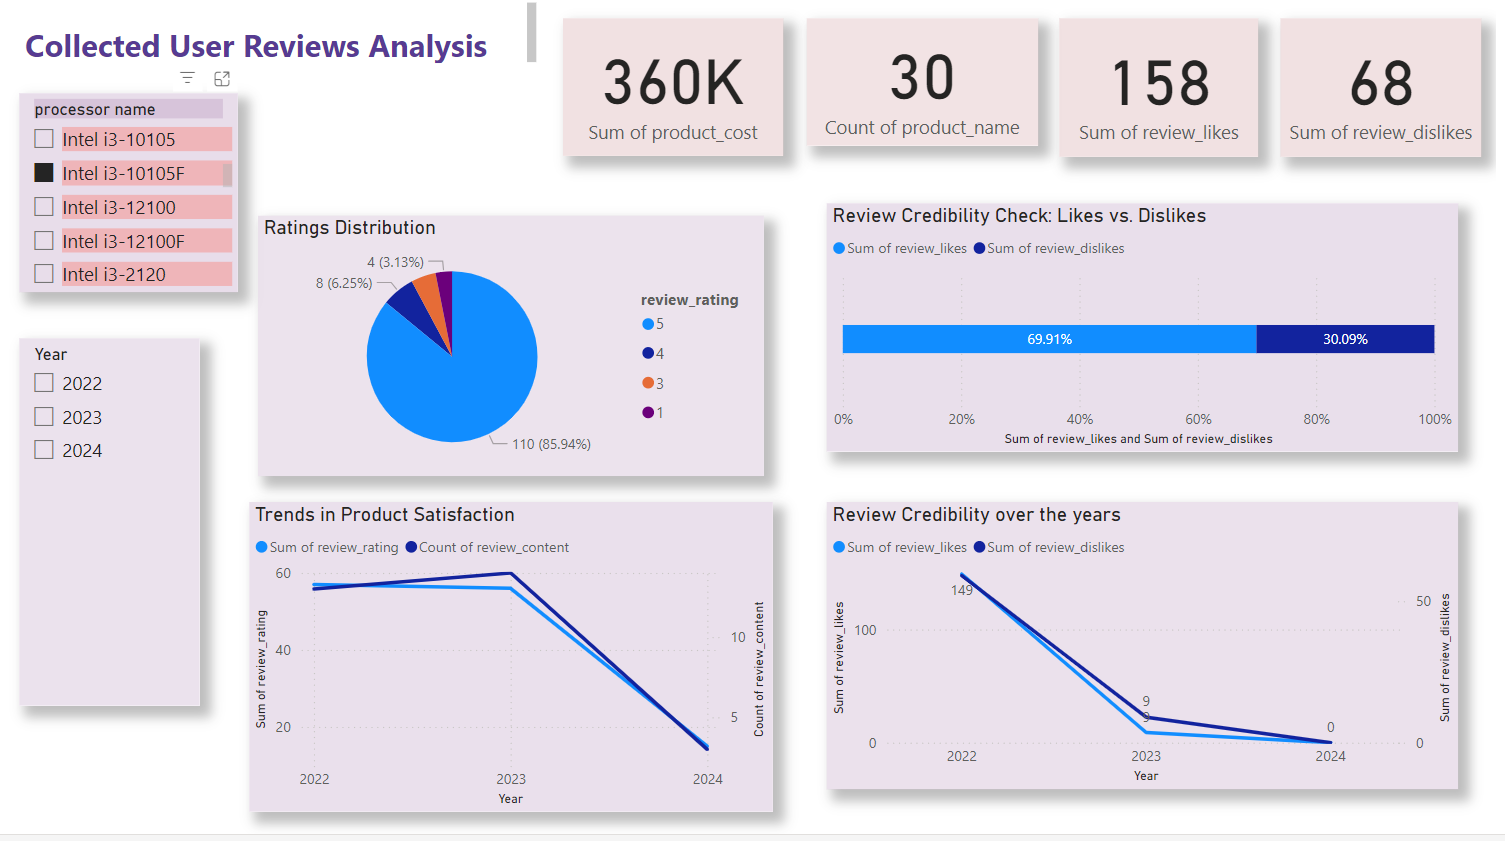 Collected User Reviews Analysis
360K
Sum of product_cost
30
Count of product_name
158
Sum of review_likes
68
Sum of review_dislikes
processor name
Intel i3-10105
Intel i3-10105F
Intel i3-12100
Intel i3-12100F
Intel i3-2120
Year
2022
2023
2024
Ratings Distribution
4 (3.13%)
8 (6.25%)
110 (85.94%)
review_rating
5
4
3
1
Review Credibility Check: Likes vs. Dislikes
Sum of review_likes Sum of review_dislikes
69.91% 30.09%
0% 20% 40% 60% 80% 100%
Sum of review_likes and Sum of review_dislikes
Trends in Product Satisfaction
Sum of review_rating Count of review_content
60
40
20
Sum of review_rating
10
5
Count of review_content
2022 2023 2024
Year
Review Credibility over the years
Sum of review_likes Sum of review_dislikes
149
9
9
0
100
0
Sum of review_likes
50
0
Sum of review_dislikes
2022 2023 2024
Year